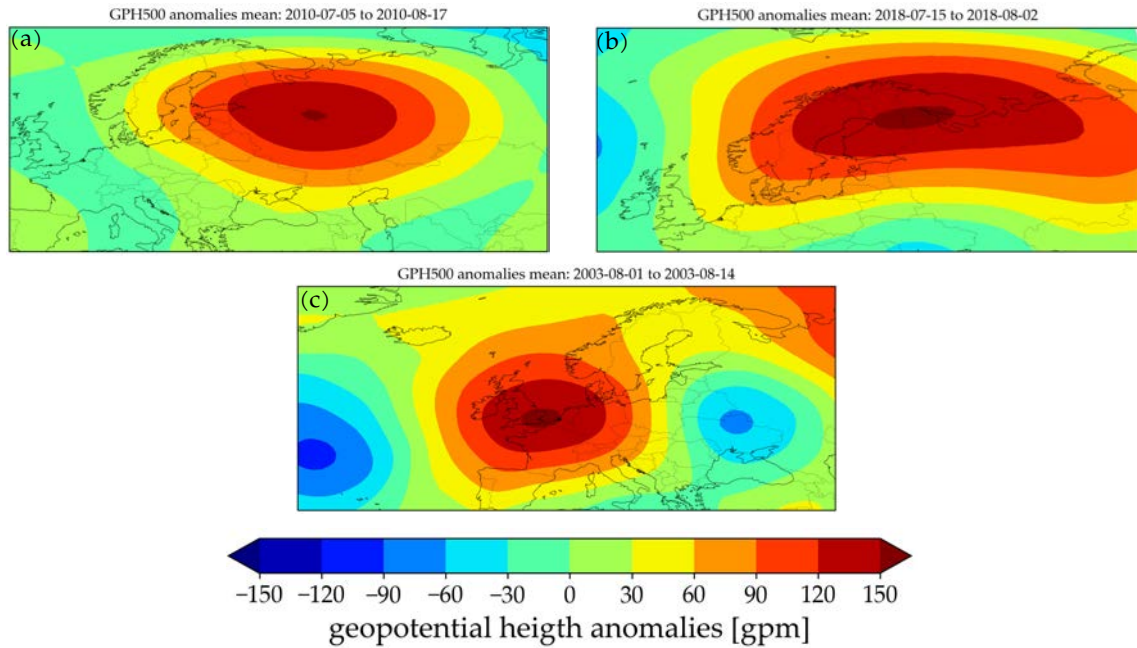 GPH500 anomalies mean: 2010-07-05 to 2010-08-17
(a)
GPH500 anomalies mean: 2018-07-15 to 2018-08-02
(b)
GPH500 anomalies mean: 2003-08-01 to 2003-08-14
(c)
−150 −120 −90 −60 −30 0 30 60 90 120 150
geopotential heigth anomalies [gpm]